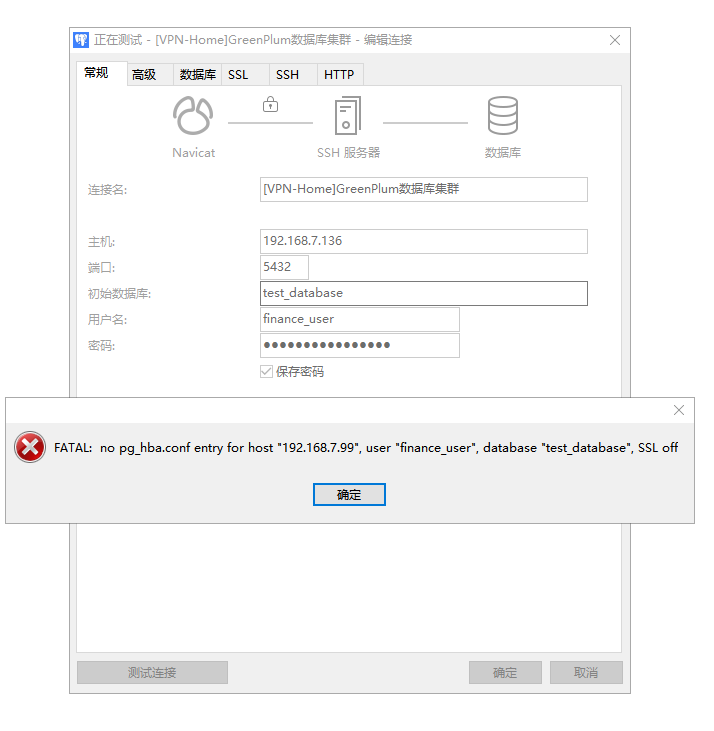 正在测试 - [VPN-Home]GreenPlum数据库集群 - 编辑连接
常规 高级 数据库 SSL SSH HTTP
Navicat SSH 服务器 数据库
连接名: [VPN-Home]GreenPlum数据库集群
主机: 192.168.7.136
端口: 5432
初始数据库: test_database
用户名: finance_user
密码: ●●●●●●●●●●●●●●●●
保存密码
FATAL: no pg_hba.conf entry for host "192.168.7.99", user "finance_user", database "test_database", SSL off
确定
测试连接 确定 取消